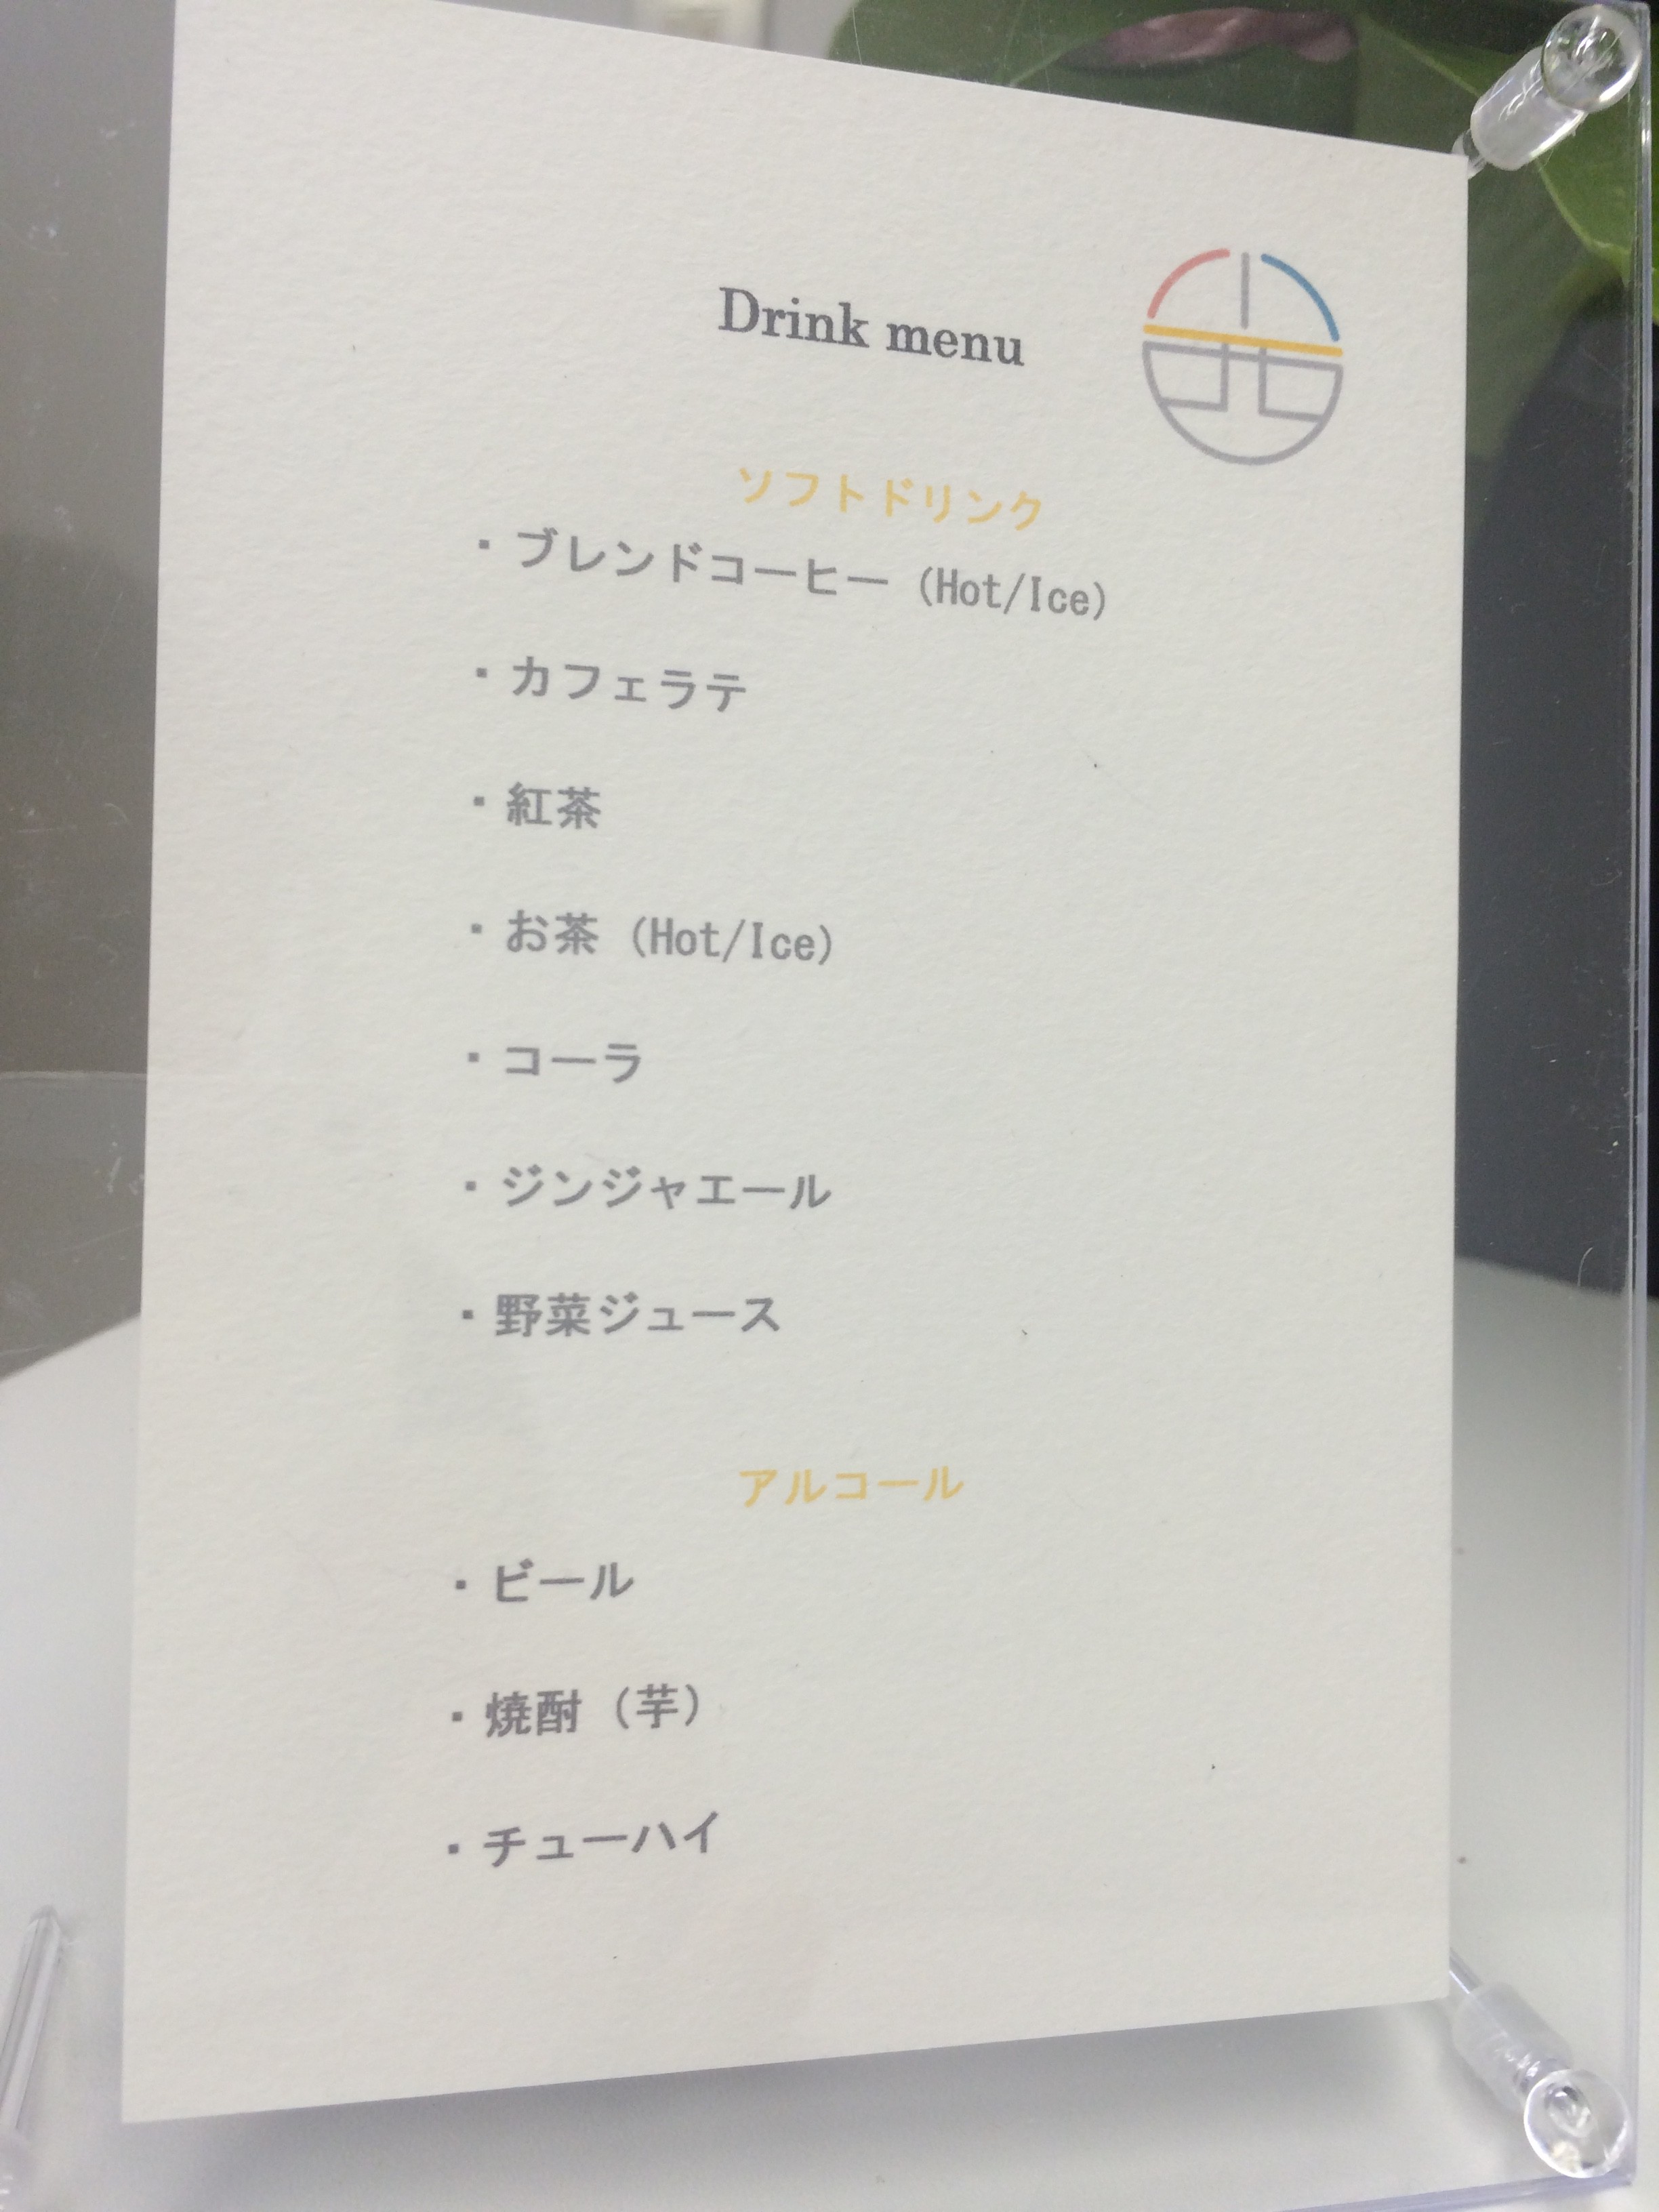 Drink menu
ソフトドリンク
・ブレンドコーヒー（Hot/Ice）
・カフェラテ
・紅茶
・お茶（Hot/Ice）
・コーラ
・ジンジャエール
・野菜ジュース
アルコール
・ビール
・焼酎（芋）
・チューハイ